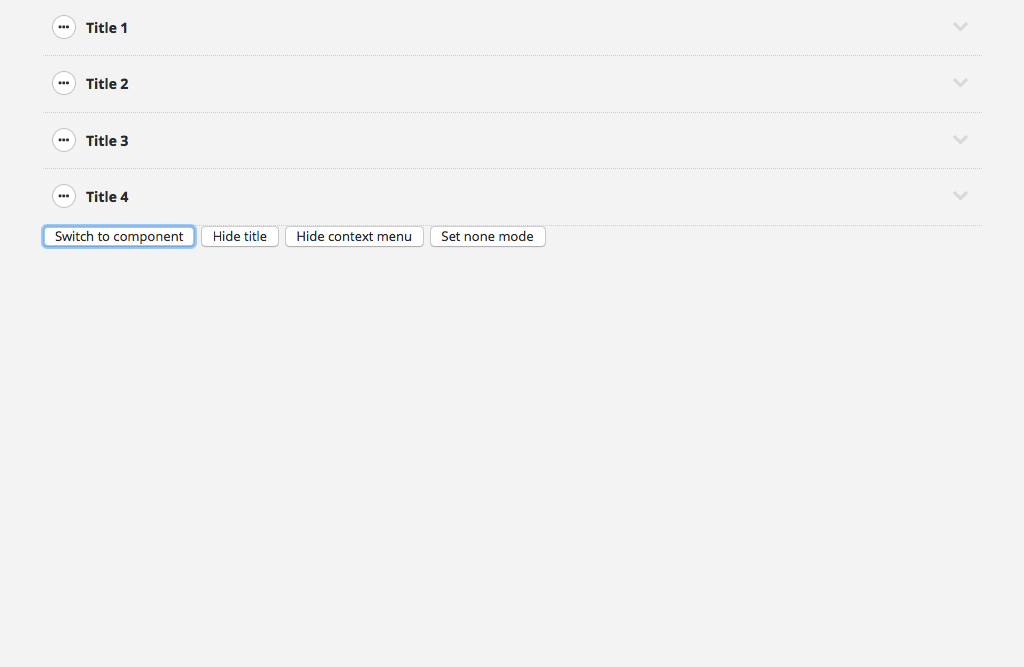 Title 1
Title 2
Title 3
Title 4
Switch to component Hide title Hide context menu Set none mode